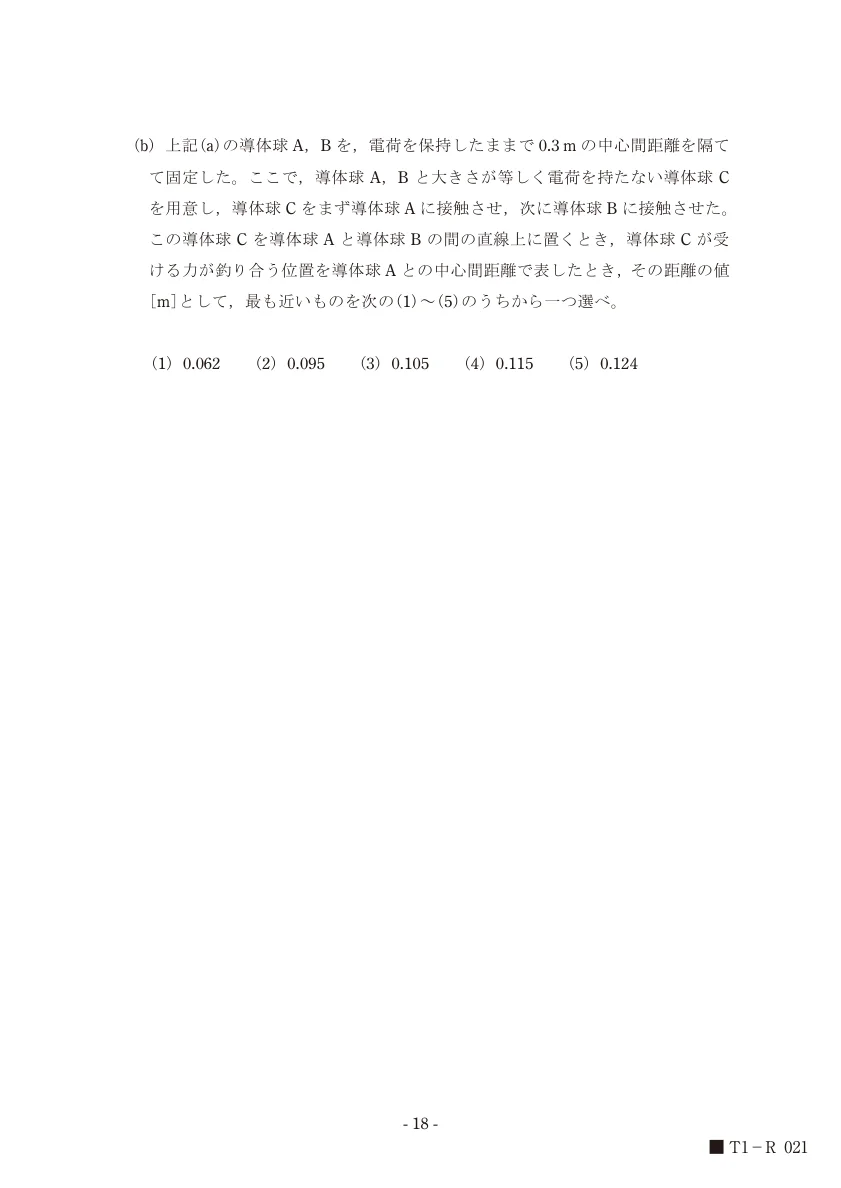 (b) 上記(a)の導体球 A，B を，電荷を保持したままで 0.3 m の中心間距離を隔て
て固定した。ここで，導体球 A，B と大きさが等しく電荷を持たない導体球 C
を用意し，導体球 C をまず導体球 A に接触させ，次に導体球 B に接触させた。
この導体球 C を導体球 A と導体球 B の間の直線上に置くとき，導体球 C が受
ける力が釣り合う位置を導体球 A との中心間距離で表したとき，その距離の値
[m]として，最も近いものを次の(1)～(5)のうちから一つ選べ。
(1) 0.062 (2) 0.095 (3) 0.105 (4) 0.115 (5) 0.124
- 18 -
■ T1－R 021